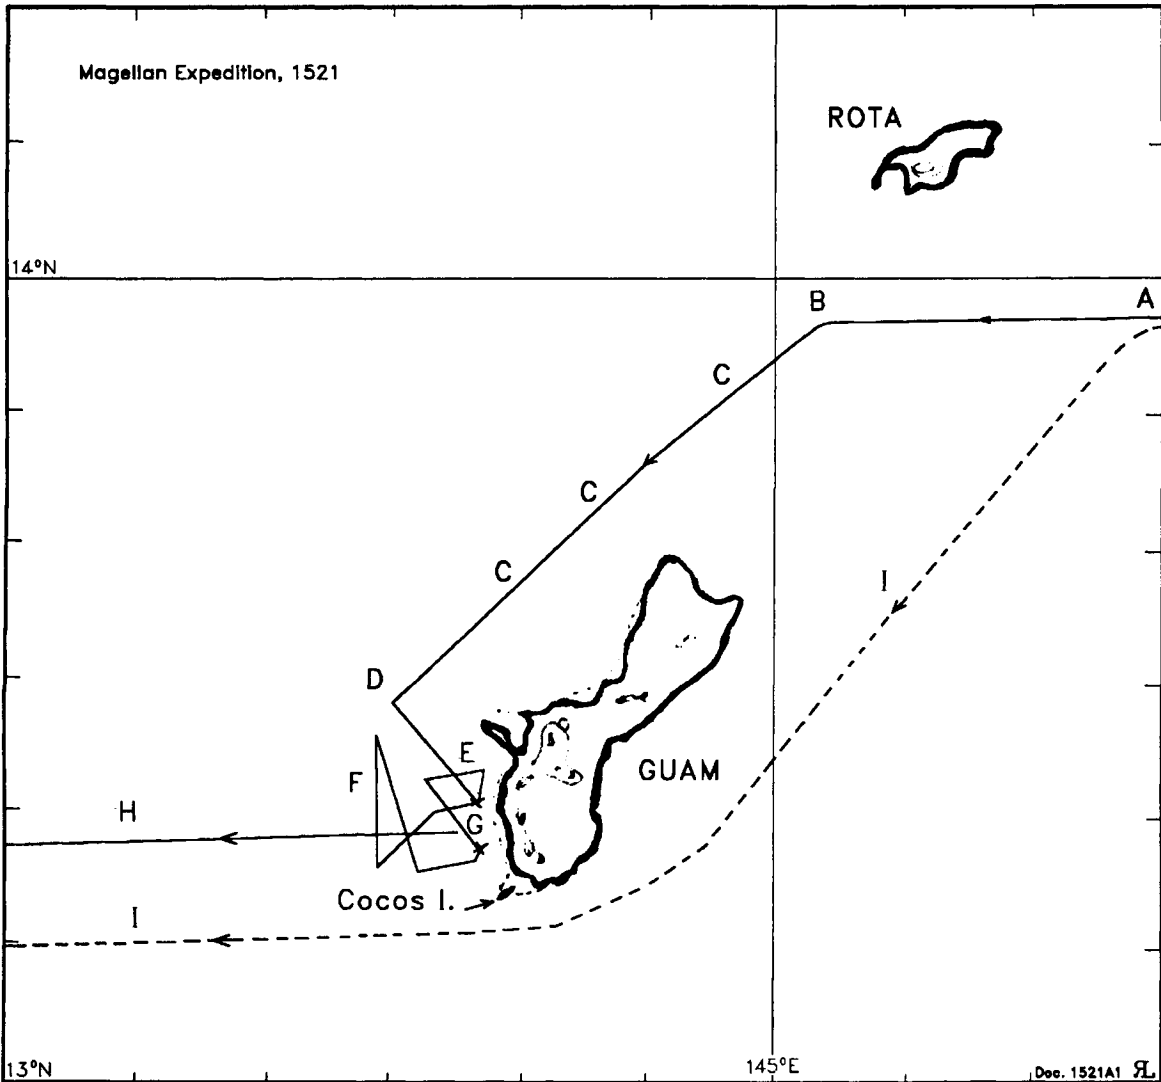 Magellan Expedition, 1521
ROTA
14°N
B
A
C
C
C
I
D
E
F
GUAM
H
G
Cocos I.
I
13°N
145°E
Doc. 1521A1